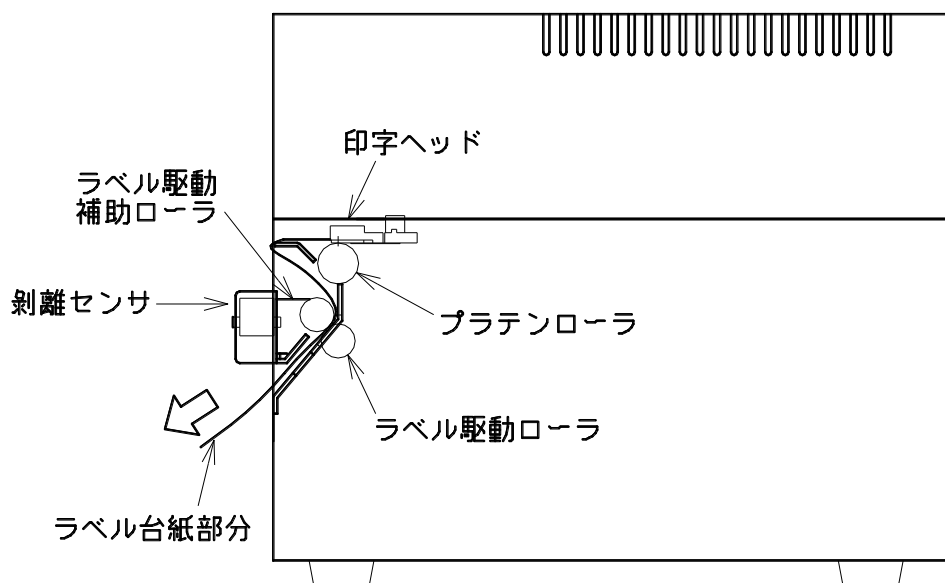 印字ヘッド
ラベル駆動
補助ローラ
剝離センサ
プラテンローラ
ラベル駆動ローラ
ラベル台紙部分